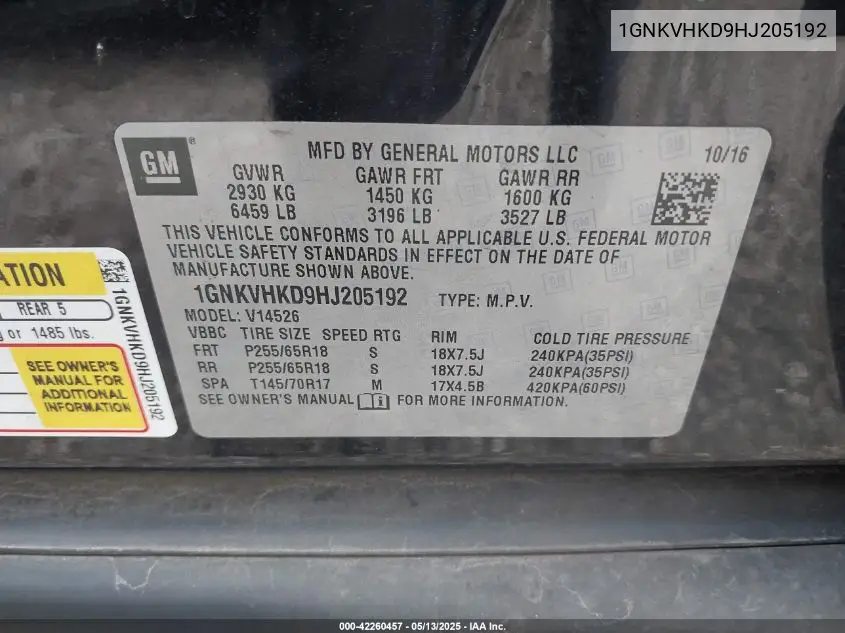 1GNKVHKD9HJ205192
GM
®
MFD BY GENERAL MOTORS LLC 10/16
GVWR GAWR FRT GAWR RR
2930 KG 1450 KG 1600 KG
6459 LB 3196 LB 3527 LB
THIS VEHICLE CONFORMS TO ALL APPLICABLE U.S. FEDERAL MOTOR
VEHICLE SAFETY STANDARDS IN EFFECT ON THE DATE OF
MANUFACTURE SHOWN ABOVE.
1GNKVHKD9HJ205192 TYPE: M.P.V.
MODEL: V14526
VBBC TIRE SIZE SPEED RTG RIM COLD TIRE PRESSURE
FRT P255/65R18 S 18X7.5J 240KPA(35PSI)
RR P255/65R18 S 18X7.5J 240KPA(35PSI)
SPA T145/70R17 M 17X4.5B 420KPA(60PSI)
SEE OWNER'S MANUAL i FOR MORE INFORMATION.
ATION
REAR 5
or 1485 lbs.
SEE OWNER'S
MANUAL FOR
ADDITIONAL
INFORMATION
1GNKVHKD9HJ205192
000-42260457 - 05/13/2025 - IAA Inc.